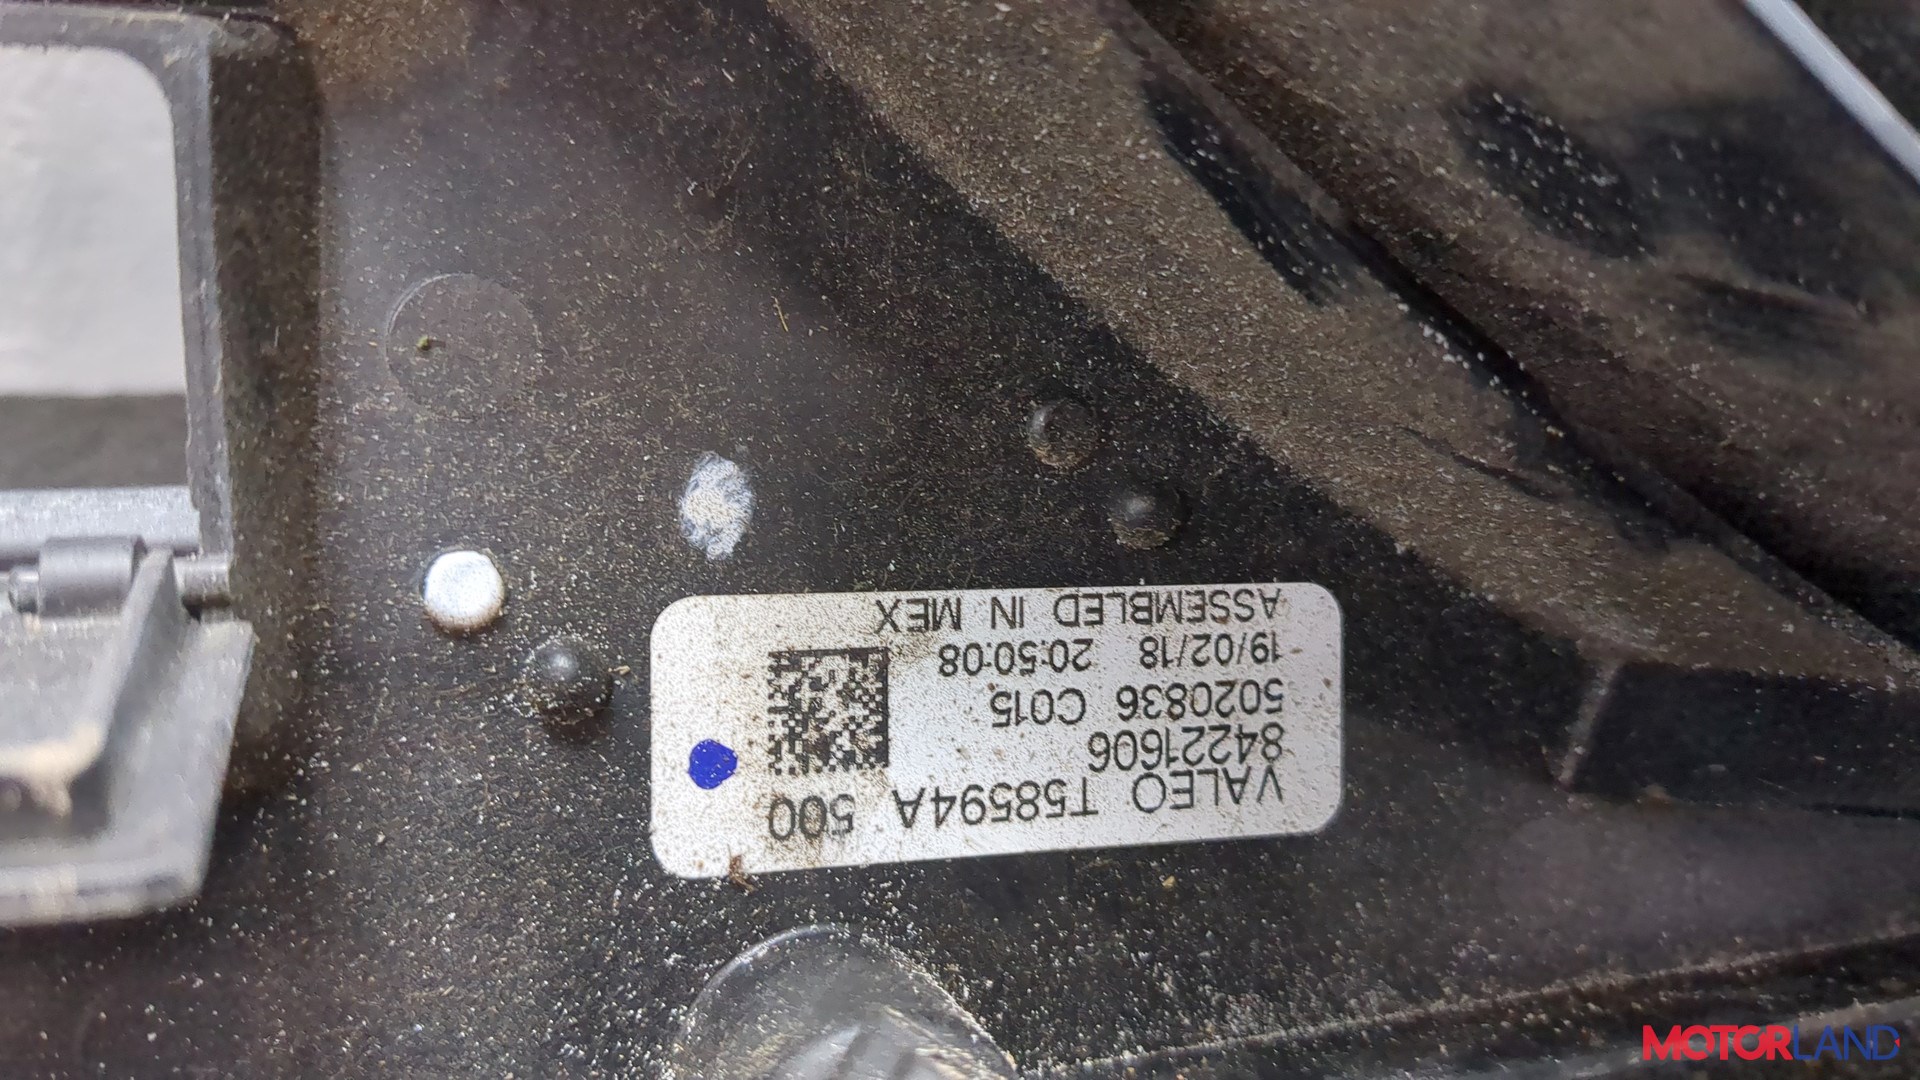 VALEO T58594A 500
84221606
5020836 C015
19/02/18 20:50:08
ASSEMBLED IN MEX
MOTORLAND